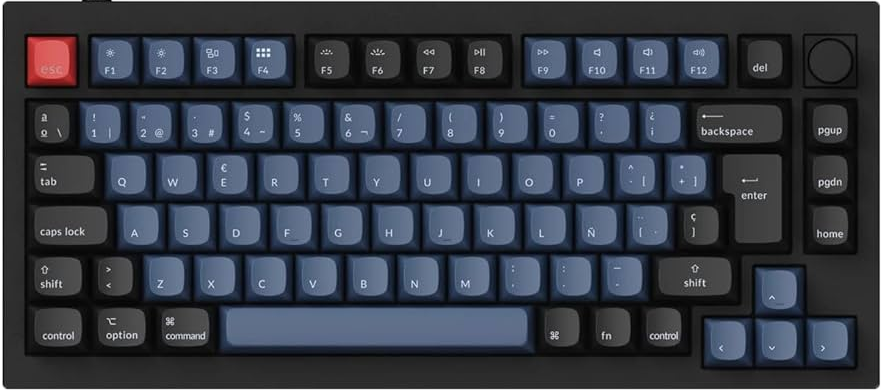 esc F1 F2 F3 F4 F5 F6 F7 F8 F9 F10 F11 F12 del
ª ! " · $ % & / ( ) = ? ¿
º \ 1 | 2 @ 3 # 4 ~ 5 6 ¬ 7 8 9 0 ' ¡ backspace pgup
tab Q W € E R T Y U I O P ^ ` [ * + ] enter pgdn
caps lock A S D F G H J K L Ñ ¨ { ´ Ç } home
⇧ shift > < Z X C V B N M ; , : . _ - ⇧ shift ^
control ⌥ option ⌘ command ⌘ fn control < ⌄ >